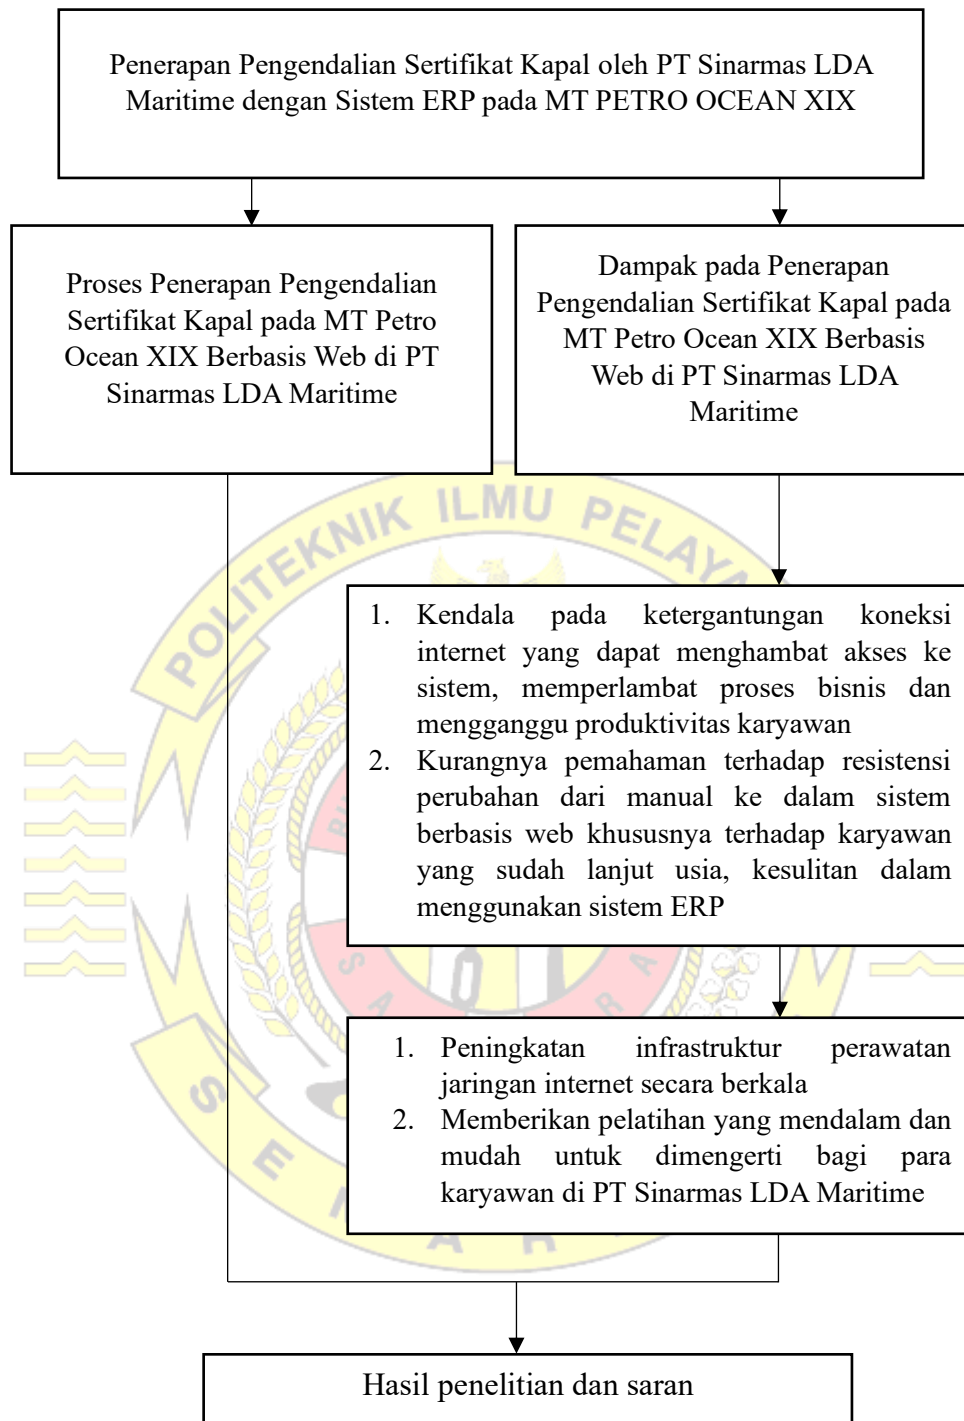 Penerapan Pengendalian Sertifikat Kapal oleh PT Sinarmas LDA
Maritime dengan Sistem ERP pada MT PETRO OCEAN XIX
Proses Penerapan Pengendalian
Sertifikat Kapal pada MT Petro
Ocean XIX Berbasis Web di PT
Sinarmas LDA Maritime
Dampak pada Penerapan
Pengendalian Sertifikat Kapal pada
MT Petro Ocean XIX Berbasis
Web di PT Sinarmas LDA
Maritime
POLITEKNIK ILMU
1. Kendala pada ketergantungan koneksi
internet yang dapat menghambat akses ke
sistem, memperlambat proses bisnis dan
mengganggu produktivitas karyawan
2. Kurangnya pemahaman terhadap resistensi
perubahan dari manual ke dalam sistem
berbasis web khususnya terhadap karyawan
yang sudah lanjut usia, kesulitan dalam
menggunakan sistem ERP
1. Peningkatan infrastruktur perawatan
jaringan internet secara berkala
2. Memberikan pelatihan yang mendalam dan
mudah untuk dimengerti bagi para
karyawan di PT Sinarmas LDA Maritime
Hasil penelitian dan saran